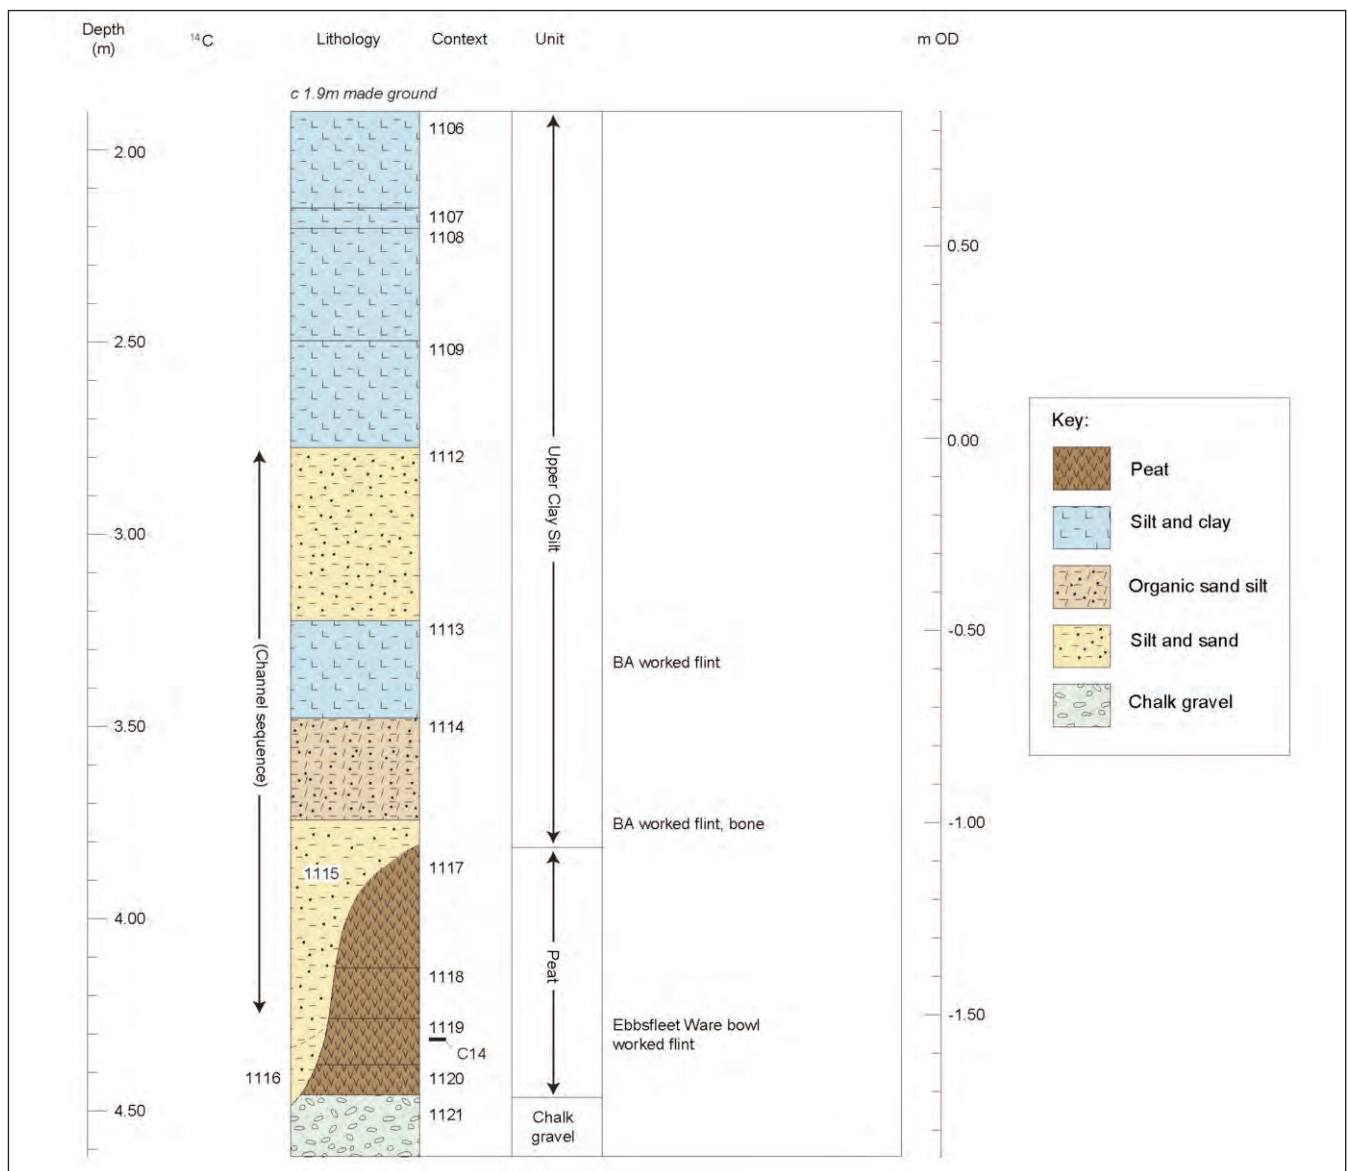 Depth
(m)
14C
Lithology
Context
Unit
m OD
c 1.9m made ground
2.00
2.50
3.00
3.50
4.00
4.50
(Channel sequence)
1115
1116
1106
1107
1108
1109
1112
1113
1114
1117
1118
1119
C14
1120
1121
Upper Clay Silt
Peat
Chalk
gravel
BA worked flint
BA worked flint, bone
Ebbsfleet Ware bowl
worked flint
0.50
0.00
-0.50
-1.00
-1.50
Key:
Peat
Silt and clay
Organic sand silt
Silt and sand
Chalk gravel